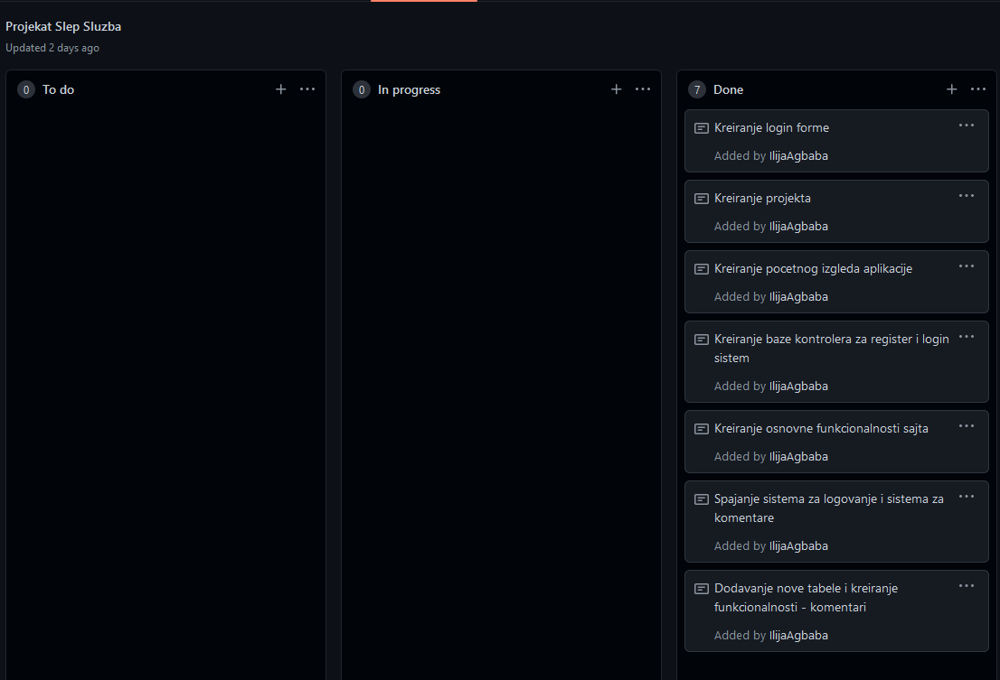 Projekat Slep Sluzba
Updated 2 days ago
0 To do
0 In progress
7 Done
Kreiranje login forme
Added by IlijaAgbaba
Kreiranje projekta
Added by IlijaAgbaba
Kreiranje pocetnog izgleda aplikacije
Added by IlijaAgbaba
Kreiranje baze kontrolera za register i login
sistem
Added by IlijaAgbaba
Kreiranje osnovne funkcionalnosti sajta
Added by IlijaAgbaba
Spajanje sistema za logovanje i sistema za
komentare
Added by IlijaAgbaba
Dodavanje nove tabele i kreiranje
funkcionalnosti - komentari
Added by IlijaAgbaba